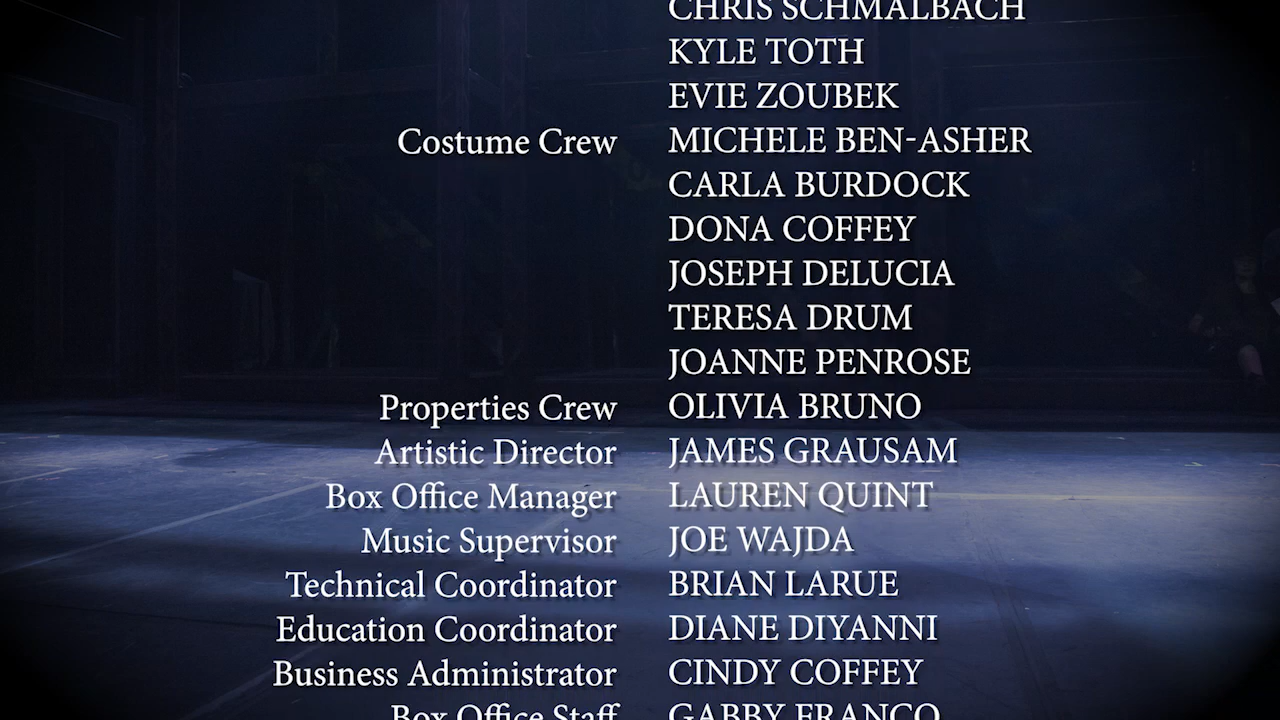 CHRIS SCHMALBACH
KYLE TOTH
EVIE ZOUBEK
Costume Crew MICHELE BEN-ASHER
CARLA BURDOCK
DONA COFFEY
JOSEPH DELUCIA
TERESA DRUM
JOANNE PENROSE
Properties Crew OLIVIA BRUNO
Artistic Director JAMES GRAUSAM
Box Office Manager LAUREN QUINT
Music Supervisor JOE WAJDA
Technical Coordinator BRIAN LARUE
Education Coordinator DIANE DIYANNI
Business Administrator CINDY COFFEY
Box Office Staff GABBY FRANCO